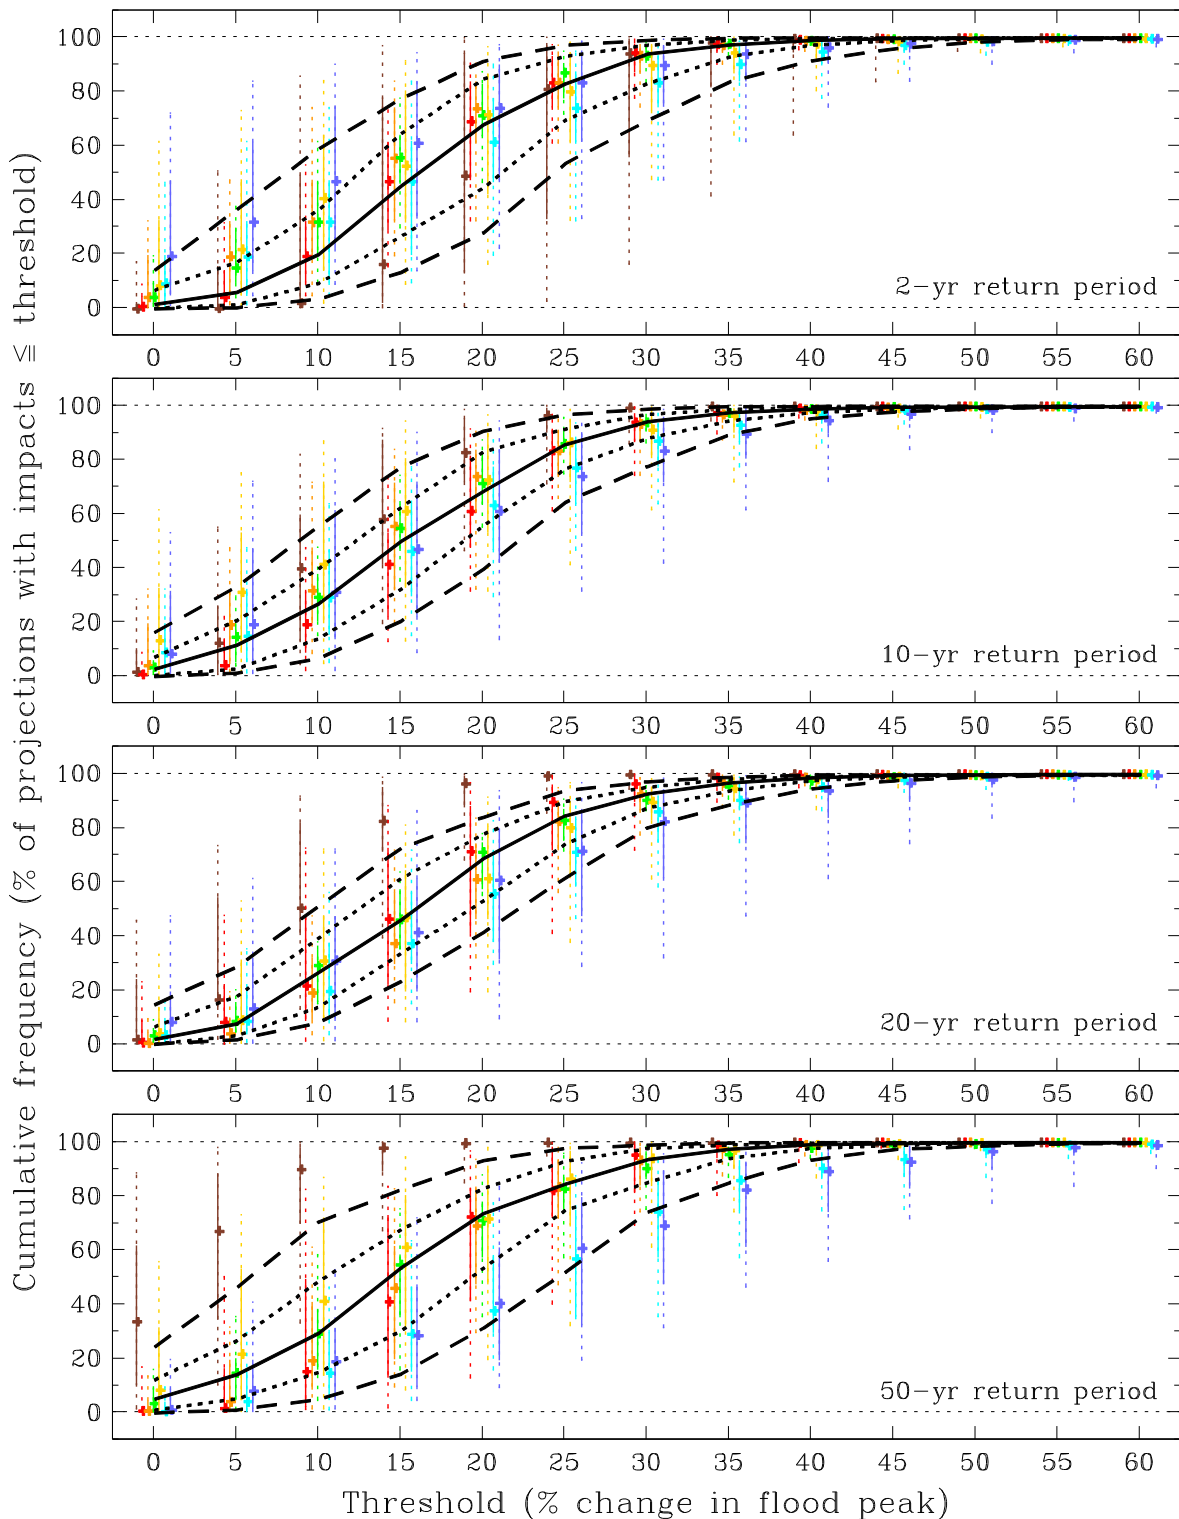 Cumulative frequency (% of projections with impacts ≦ threshold)
100
80
60
40
20
0
2-yr return period
0 5 10 15 20 25 30 35 40 45 50 55 60
100
80
60
40
20
0
10-yr return period
0 5 10 15 20 25 30 35 40 45 50 55 60
100
80
60
40
20
0
20-yr return period
0 5 10 15 20 25 30 35 40 45 50 55 60
100
80
60
40
20
0
50-yr return period
0 5 10 15 20 25 30 35 40 45 50 55 60
Threshold (% change in flood peak)